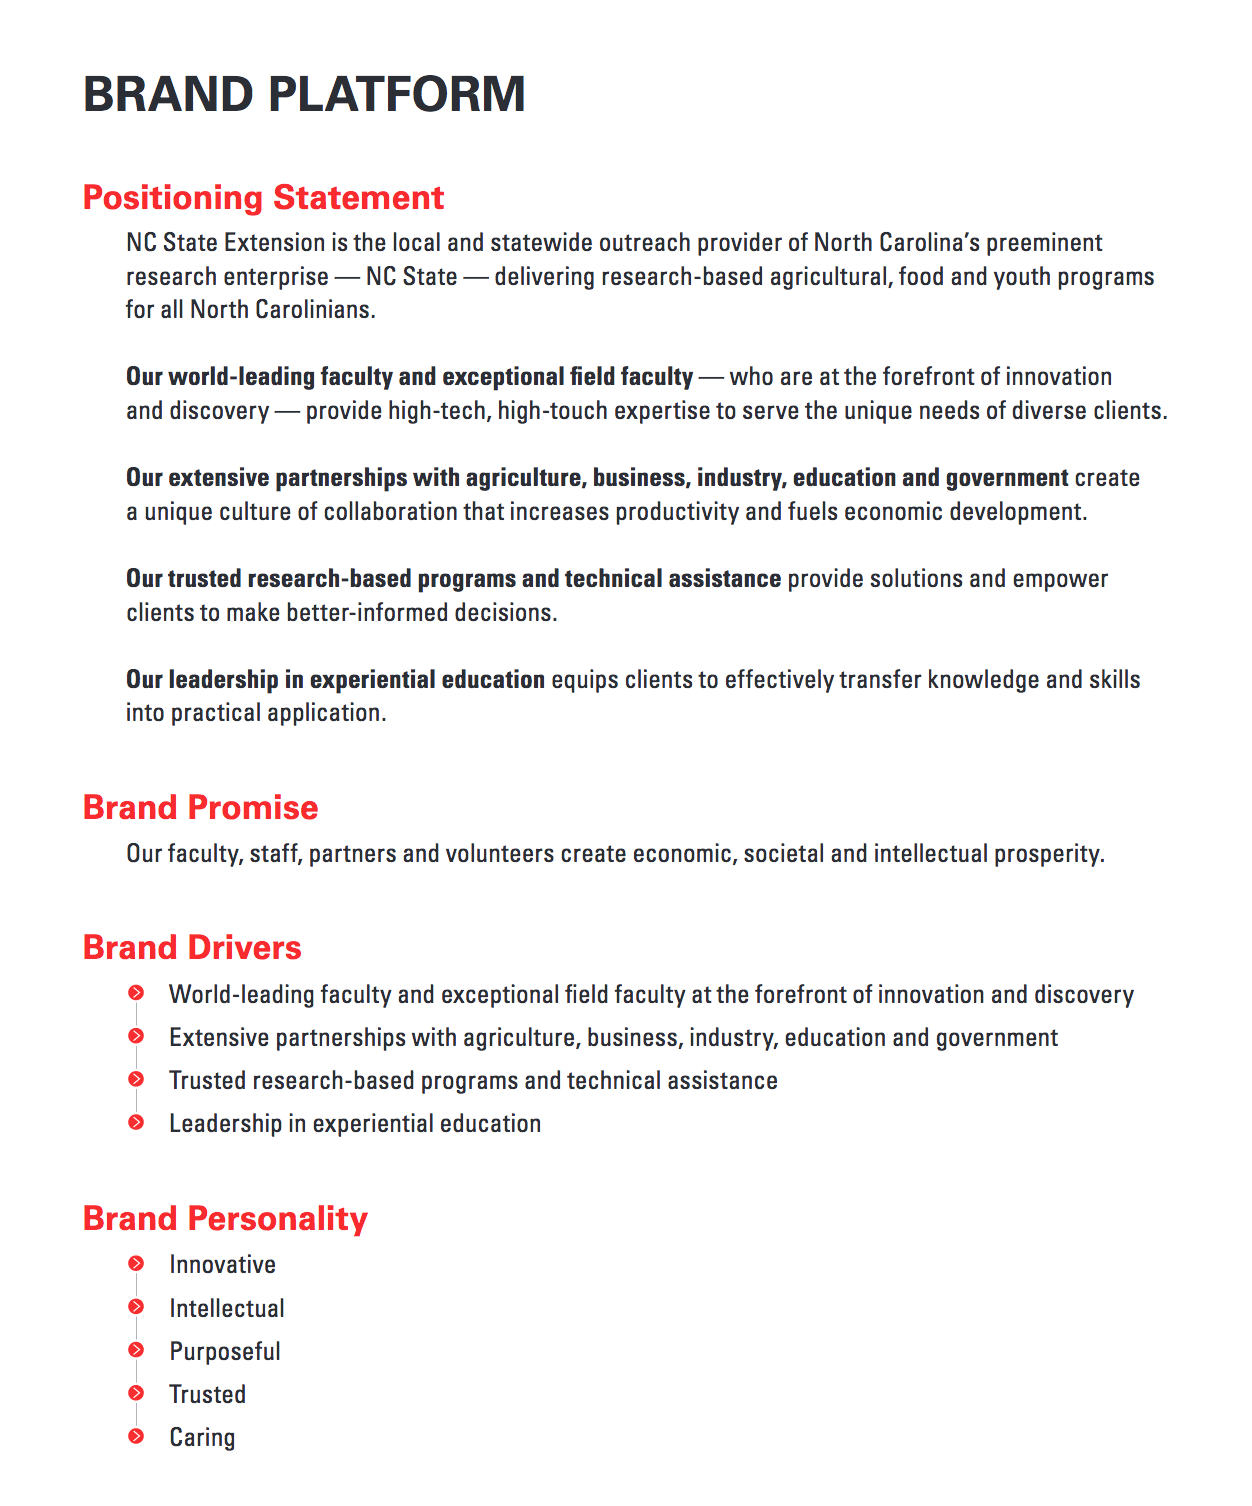 BRAND PLATFORM
Positioning Statement
NC State Extension is the local and statewide outreach provider of North Carolina’s preeminent
research enterprise — NC State — delivering research-based agricultural, food and youth programs
for all North Carolinians.
Our world-leading faculty and exceptional field faculty — who are at the forefront of innovation
and discovery — provide high-tech, high-touch expertise to serve the unique needs of diverse clients.
Our extensive partnerships with agriculture, business, industry, education and government create
a unique culture of collaboration that increases productivity and fuels economic development.
Our trusted research-based programs and technical assistance provide solutions and empower
clients to make better-informed decisions.
Our leadership in experiential education equips clients to effectively transfer knowledge and skills
into practical application.
Brand Promise
Our faculty, staff, partners and volunteers create economic, societal and intellectual prosperity.
Brand Drivers
World-leading faculty and exceptional field faculty at the forefront of innovation and discovery
Extensive partnerships with agriculture, business, industry, education and government
Trusted research-based programs and technical assistance
Leadership in experiential education
Brand Personality
Innovative
Intellectual
Purposeful
Trusted
Caring